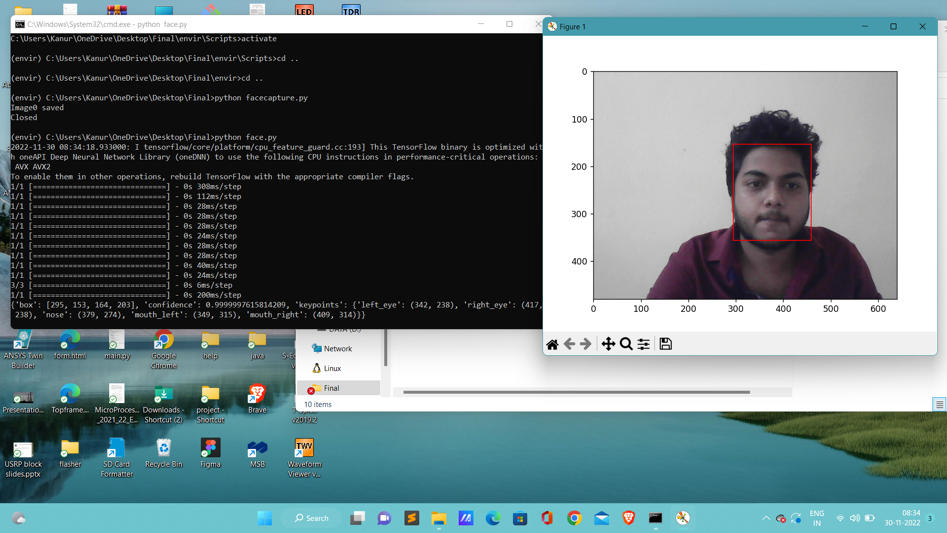 LED
TDR
C:\Windows\System32\cmd.exe - python face.py
C:\Users\Kanur\OneDrive\Desktop\Final\envir\Scripts>activate
(envir) C:\Users\Kanur\OneDrive\Desktop\Final\envir\Scripts>cd ..
(envir) C:\Users\Kanur\OneDrive\Desktop\Final\envir>cd ..
(envir) C:\Users\Kanur\OneDrive\Desktop\Final>python facecapture.py
Image0 saved
Closed
(envir) C:\Users\Kanur\OneDrive\Desktop\Final>python face.py
2022-11-30 08:34:18.933000: I tensorflow/core/platform/cpu_feature_guard.cc:193] This TensorFlow binary is optimized wit
h oneAPI Deep Neural Network Library (oneDNN) to use the following CPU instructions in performance-critical operations:
AVX AVX2
To enable them in other operations, rebuild TensorFlow with the appropriate compiler flags.
1/1 [==============================] - 0s 308ms/step
1/1 [==============================] - 0s 112ms/step
1/1 [==============================] - 0s 28ms/step
1/1 [==============================] - 0s 28ms/step
1/1 [==============================] - 0s 28ms/step
1/1 [==============================] - 0s 24ms/step
1/1 [==============================] - 0s 28ms/step
1/1 [==============================] - 0s 28ms/step
1/1 [==============================] - 0s 40ms/step
1/1 [==============================] - 0s 24ms/step
3/3 [==============================] - 0s 6ms/step
1/1 [==============================] - 0s 200ms/step
{'box': [295, 153, 164, 203], 'confidence': 0.9999997615814209, 'keypoints': {'left_eye': (342, 238), 'right_eye': (417,
238), 'nose': (379, 274), 'mouth_left': (349, 315), 'mouth_right': (409, 314)}}
Figure 1
0
100
200
300
400
0 100 200 300 400 500 600
DATA (D:)
Network
Linux
Final
10 items
ANSYS Twin Builder
form.html
main.py
Google Chrome
help
java
Presentatio...
Topframe...
MicroProces... _2021_22_E...
Downloads - Shortcut (2)
project - Shortcut
Brave
USRP block slides.pptx
flasher
SD Card Formatter
Recycle Bin
Figma
MSB
TWV
Waveform Viewer v...
Search
ENG
IN
08:34
30-11-2022
3